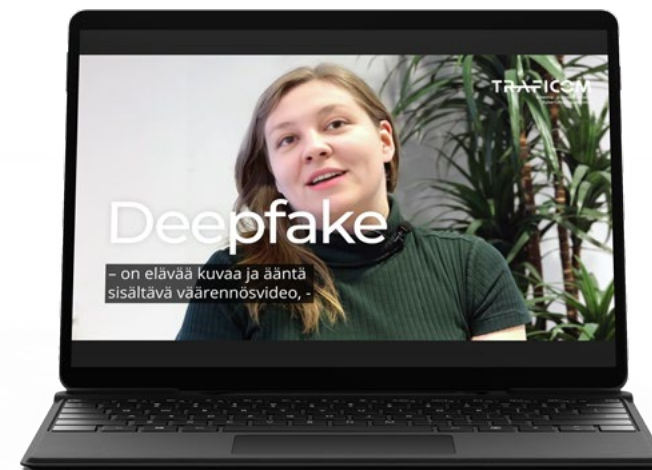 TRAFICOM
Deepfake
– on elävää kuvaa ja ääntä
sisältävä väärennösvideo, -